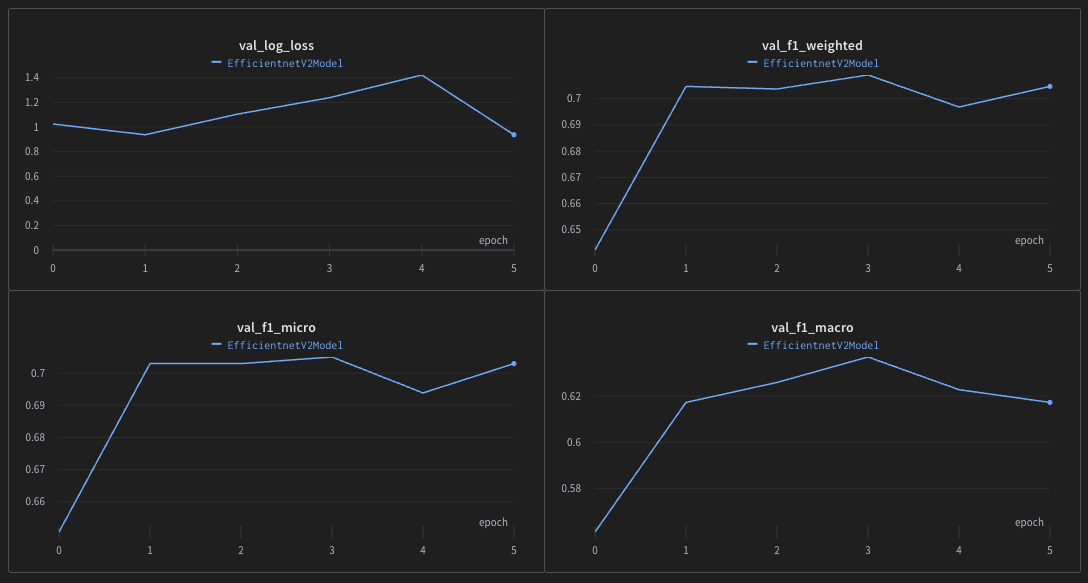 val_log_loss
EfficientnetV2Model
1.4
1.2
1
0.8
0.6
0.4
0.2
0
epoch
0 1 2 3 4 5
val_f1_weighted
EfficientnetV2Model
0.7
0.69
0.68
0.67
0.66
0.65
epoch
0 1 2 3 4 5
val_f1_micro
EfficientnetV2Model
0.7
0.69
0.68
0.67
0.66
epoch
0 1 2 3 4 5
val_f1_macro
EfficientnetV2Model
0.62
0.6
0.58
epoch
0 1 2 3 4 5